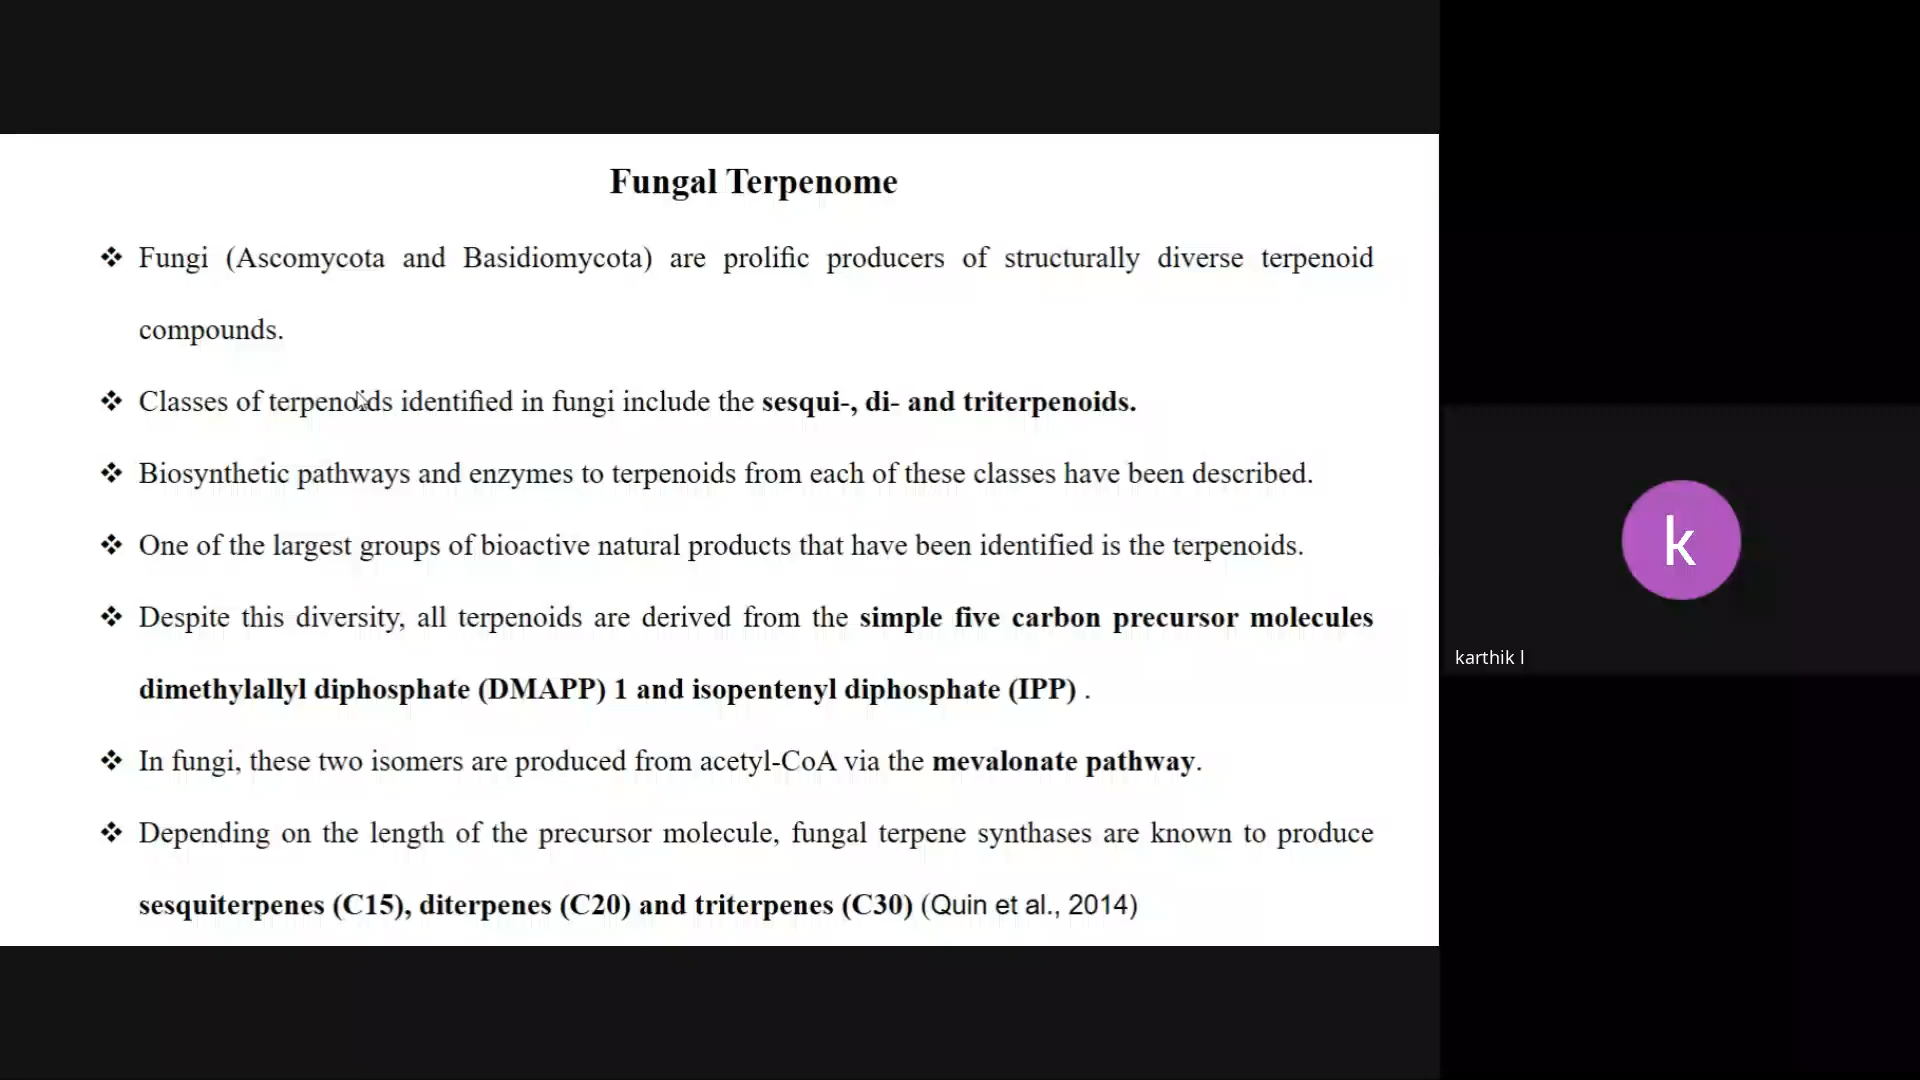 Fungal Terpenome
❖ Fungi (Ascomycota and Basidiomycota) are prolific producers of structurally diverse terpenoid
compounds.
❖ Classes of terpenoids identified in fungi include the sesqui-, di- and triterpenoids.
❖ Biosynthetic pathways and enzymes to terpenoids from each of these classes have been described.
❖ One of the largest groups of bioactive natural products that have been identified is the terpenoids.
❖ Despite this diversity, all terpenoids are derived from the simple five carbon precursor molecules
dimethylallyl diphosphate (DMAPP) 1 and isopentenyl diphosphate (IPP) .
❖ In fungi, these two isomers are produced from acetyl-CoA via the mevalonate pathway.
❖ Depending on the length of the precursor molecule, fungal terpene synthases are known to produce
sesquiterpenes (C15), diterpenes (C20) and triterpenes (C30) (Quin et al., 2014)
k
karthik l